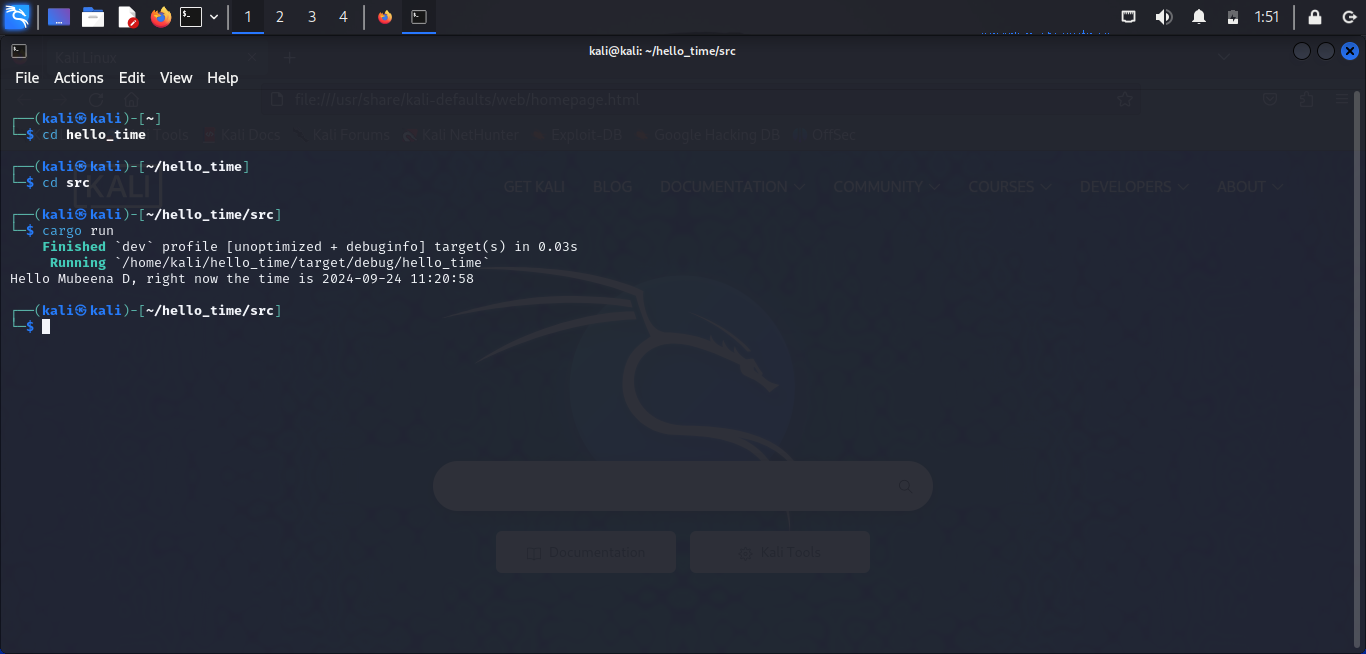 1 2 3 4 1:51
kali@kali: ~/hello_time/src
Kali Linux
File Actions Edit View Help
file:///usr/share/kali-defaults/web/homepage.html
┌──(kali㉿kali)-[~]
└─$ cd hello_time
Tools Kali Docs Kali Forums Kali NetHunter Exploit-DB Google Hacking DB OffSec
┌──(kali㉿kali)-[~/hello_time]
└─$ cd src
KALI GET KALI BLOG DOCUMENTATION COMMUNITY COURSES DEVELOPERS ABOUT
┌──(kali㉿kali)-[~/hello_time/src]
└─$ cargo run
Finished `dev` profile [unoptimized + debuginfo] target(s) in 0.03s
Running `/home/kali/hello_time/target/debug/hello_time`
Hello Mubeena D, right now the time is 2024-09-24 11:20:58
┌──(kali㉿kali)-[~/hello_time/src]
└─$
Documentation Kali Tools